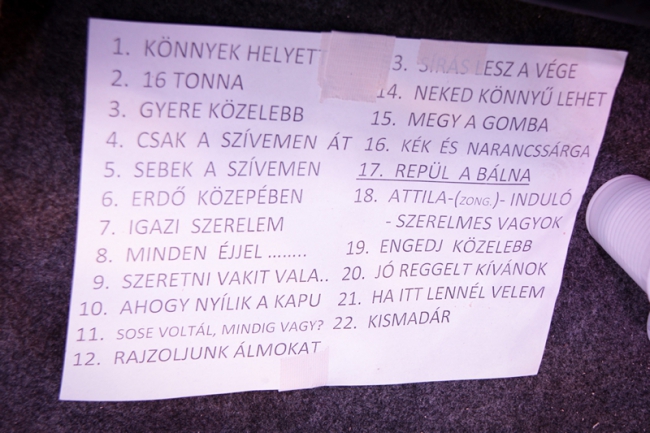 1. KÖNNYEK HELYETT
2. 16 TONNA
3. GYERE KÖZELEBB
4. CSAK A SZÍVEMEN ÁT
5. SEBEK A SZÍVEMEN
6. ERDŐ KÖZEPÉBEN
7. IGAZI SZERELEM
8. MINDEN ÉJJEL ........
9. SZERETNI VAKIT VALA..
10. AHOGY NYÍLIK A KAPU
11. SOSE VOLTÁL, MINDIG VAGY?
12. RAJZOLJUNK ÁLMOKAT
3. SÍRÁS LESZ A VÉGE
14. NEKED KÖNNYŰ LEHET
15. MEGY A GOMBA
16. KÉK ÉS NARANCSSÁRGA
17. REPÜL A BÁLNA
18. ATTILA-(ZONG.)- INDULÓ
- SZERELMES VAGYOK
19. ENGEDJ KÖZELEBB
20. JÓ REGGELT KÍVÁNOK
21. HA ITT LENNÉL VELEM
22. KISMADÁR